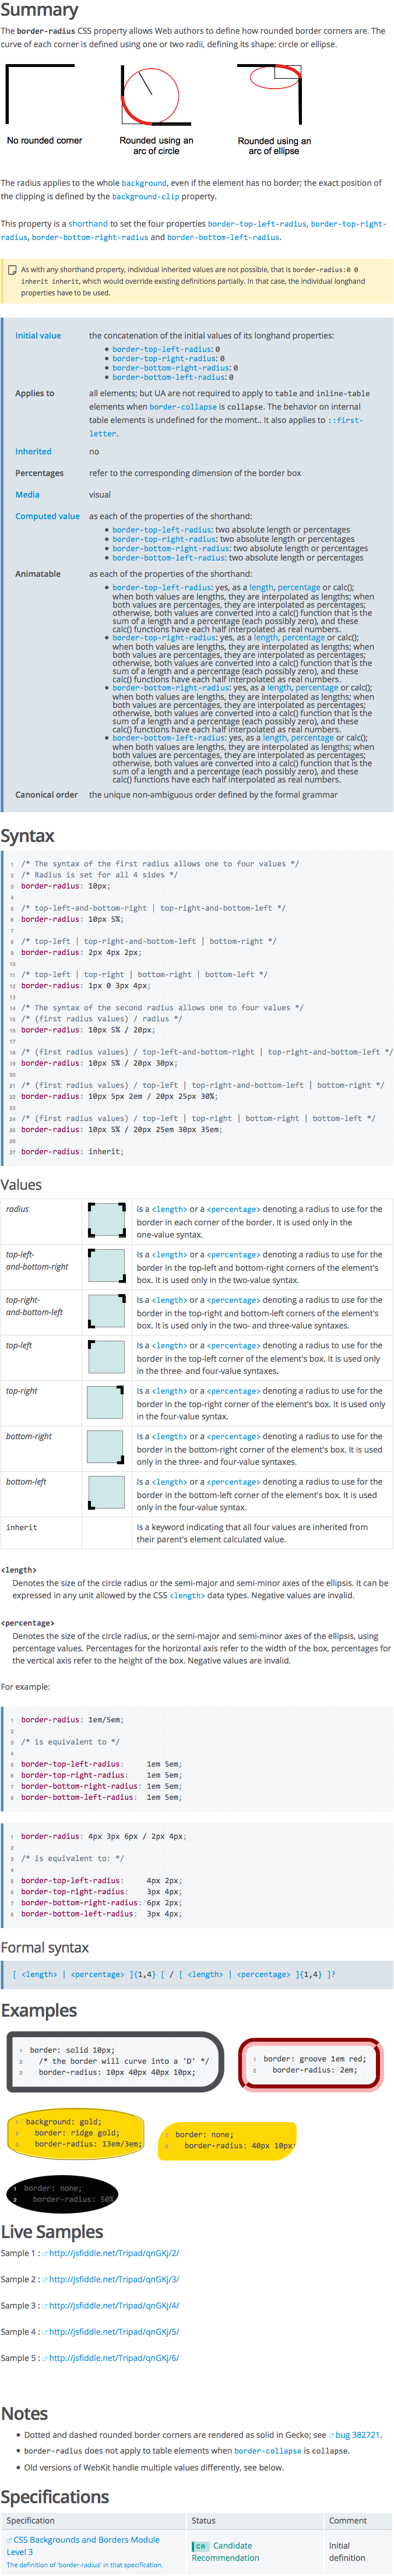 Summary
The border-radius CSS property allows Web authors to define how rounded border corners are. The
curve of each corner is defined using one or two radii, defining its shape: circle or ellipse.
No rounded corner
Rounded using an
arc of circle
Rounded using an
arc of ellipse
The radius applies to the whole background, even if the element has no border; the exact position of
the clipping is defined by the background-clip property.
This property is a shorthand to set the four properties border-top-left-radius, border-top-right-
radius, border-bottom-right-radius and border-bottom-left-radius.
As with any shorthand property, individual inherited values are not possible, that is border-radius:0 0
inherit inherit, which would override existing definitions partially. In that case, the individual longhand
properties have to be used.
Initial value the concatenation of the initial values of its longhand properties:
• border-top-left-radius: 0
• border-top-right-radius: 0
• border-bottom-right-radius: 0
• border-bottom-left-radius: 0
Applies to all elements; but UA are not required to apply to table and inline-table
elements when border-collapse is collapse. The behavior on internal
table elements is undefined for the moment.. It also applies to ::first-
letter.
Inherited no
Percentages refer to the corresponding dimension of the border box
Media visual
Computed value as each of the properties of the shorthand:
• border-top-left-radius: two absolute length or percentages
• border-top-right-radius: two absolute length or percentages
• border-bottom-right-radius: two absolute length or percentages
• border-bottom-left-radius: two absolute length or percentages
Animatable as each of the properties of the shorthand:
• border-top-left-radius: yes, as a length, percentage or calc();
when both values are lengths, they are interpolated as lengths; when
both values are percentages, they are interpolated as percentages;
otherwise, both values are converted into a calc() function that is the
sum of a length and a percentage (each possibly zero), and these
calc() functions have each half interpolated as real numbers.
• border-top-right-radius: yes, as a length, percentage or calc();
when both values are lengths, they are interpolated as lengths; when
both values are percentages, they are interpolated as percentages;
otherwise, both values are converted into a calc() function that is the
sum of a length and a percentage (each possibly zero), and these
calc() functions have each half interpolated as real numbers.
• border-bottom-right-radius: yes, as a length, percentage or calc();
when both values are lengths, they are interpolated as lengths; when
both values are percentages, they are interpolated as percentages;
otherwise, both values are converted into a calc() function that is the
sum of a length and a percentage (each possibly zero), and these
calc() functions have each half interpolated as real numbers.
• border-bottom-left-radius: yes, as a length, percentage or calc();
when both values are lengths, they are interpolated as lengths; when
both values are percentages, they are interpolated as percentages;
otherwise, both values are converted into a calc() function that is the
sum of a length and a percentage (each possibly zero), and these
calc() functions have each half interpolated as real numbers.
Canonical order the unique non-ambiguous order defined by the formal grammar
Syntax
1 /* The syntax of the first radius allows one to four values */
2 /* Radius is set for all 4 sides */
3 border-radius: 10px;
4
5 /* top-left-and-bottom-right | top-right-and-bottom-left */
6 border-radius: 10px 5%;
7
8 /* top-left | top-right-and-bottom-left | bottom-right */
9 border-radius: 2px 4px 2px;
10
11 /* top-left | top-right | bottom-right | bottom-left */
12 border-radius: 1px 0 3px 4px;
13
14 /* The syntax of the second radius allows one to four values */
15 /* (first radius values) / radius */
16 border-radius: 10px 5% / 20px;
17
18 /* (first radius values) / top-left-and-bottom-right | top-right-and-bottom-left */
19 border-radius: 10px 5% / 20px 30px;
20
21 /* (first radius values) / top-left | top-right-and-bottom-left | bottom-right */
22 border-radius: 10px 5px 2em / 20px 25px 30%;
23
24 /* (first radius values) / top-left | top-right | bottom-right | bottom-left */
25 border-radius: 10px 5% / 20px 25em 30px 35em;
26
27 border-radius: inherit;
Values
radius Is a <length> or a <percentage> denoting a radius to use for the
border in each corner of the border. It is used only in the
one-value syntax.
top-left- Is a <length> or a <percentage> denoting a radius to use for the
and-bottom-right border in the top-left and bottom-right corners of the element's
box. It is used only in the two-value syntax.
top-right- Is a <length> or a <percentage> denoting a radius to use for the
and-bottom-left border in the top-right and bottom-left corners of the element's
box. It is used only in the two- and three-value syntaxes.
top-left Is a <length> or a <percentage> denoting a radius to use for the
border in the top-left corner of the element's box. It is used only
in the three- and four-value syntaxes.
top-right Is a <length> or a <percentage> denoting a radius to use for the
border in the top-right corner of the element's box. It is used only
in the four-value syntax.
bottom-right Is a <length> or a <percentage> denoting a radius to use for the
border in the bottom-right corner of the element's box. It is used
only in the three- and four-value syntaxes.
bottom-left Is a <length> or a <percentage> denoting a radius to use for the
border in the bottom-left corner of the element's box. It is used
only in the four-value syntax.
inherit Is a keyword indicating that all four values are inherited from
their parent's element calculated value.
<length>
Denotes the size of the circle radius or the semi-major and semi-minor axes of the ellipsis. It can be
expressed in any unit allowed by the CSS <length> data types. Negative values are invalid.
<percentage>
Denotes the size of the circle radius, or the semi-major and semi-minor axes of the ellipsis, using
percentage values. Percentages for the horizontal axis refer to the width of the box, percentages for
the vertical axis refer to the height of the box. Negative values are invalid.
For example:
1 border-radius: 1em/5em;
2
3 /* is equivalent to */
4
5 border-top-left-radius: 1em 5em;
6 border-top-right-radius: 1em 5em;
7 border-bottom-right-radius: 1em 5em;
8 border-bottom-left-radius: 1em 5em;
1 border-radius: 4px 3px 6px / 2px 4px;
2
3 /* is equivalent to: */
4
5 border-top-left-radius: 4px 2px;
6 border-top-right-radius: 3px 4px;
7 border-bottom-right-radius: 6px 2px;
8 border-bottom-left-radius: 3px 4px;
Formal syntax
[ <length> | <percentage> ]{1,4} [ / [ <length> | <percentage> ]{1,4} ]?
Examples
1 border: solid 10px;
2 /* the border will curve into a 'D' */
3 border-radius: 10px 40px 40px 10px;
1 border: groove 1em red;
2 border-radius: 2em;
1 background: gold;
2 border: ridge gold;
3 border-radius: 13em/3em;
1 border: none;
2 border-radius: 40px 10px
1 border: none;
2 border-radius: 50%
Live Samples
Sample 1 : http://jsfiddle.net/Tripad/qnGKj/2/
Sample 2 : http://jsfiddle.net/Tripad/qnGKj/3/
Sample 3 : http://jsfiddle.net/Tripad/qnGKj/4/
Sample 4 : http://jsfiddle.net/Tripad/qnGKj/5/
Sample 5 : http://jsfiddle.net/Tripad/qnGKj/6/
Notes
• Dotted and dashed rounded border corners are rendered as solid in Gecko; see bug 382721.
• border-radius does not apply to table elements when border-collapse is collapse.
• Old versions of WebKit handle multiple values differently, see below.
Specifications
Specification Status Comment
CSS Backgrounds and Borders Module CR Candidate Initial
Level 3 Recommendation definition
The definition of 'border-radius' in that specification.